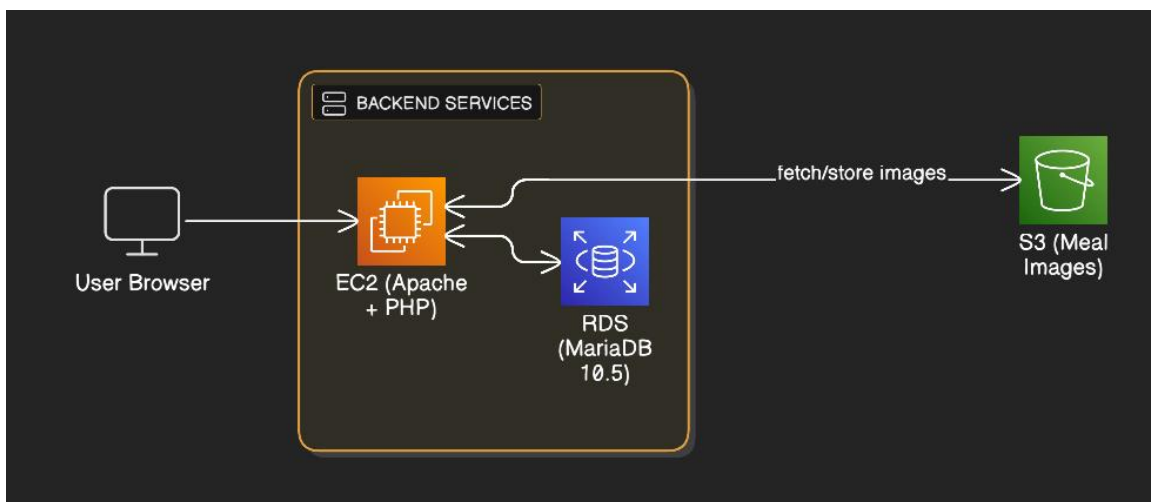 BACKEND SERVICES
fetch/store images
User Browser
EC2 (Apache
+ PHP)
S3 (Meal
Images)
RDS
(MariaDB
10.5)